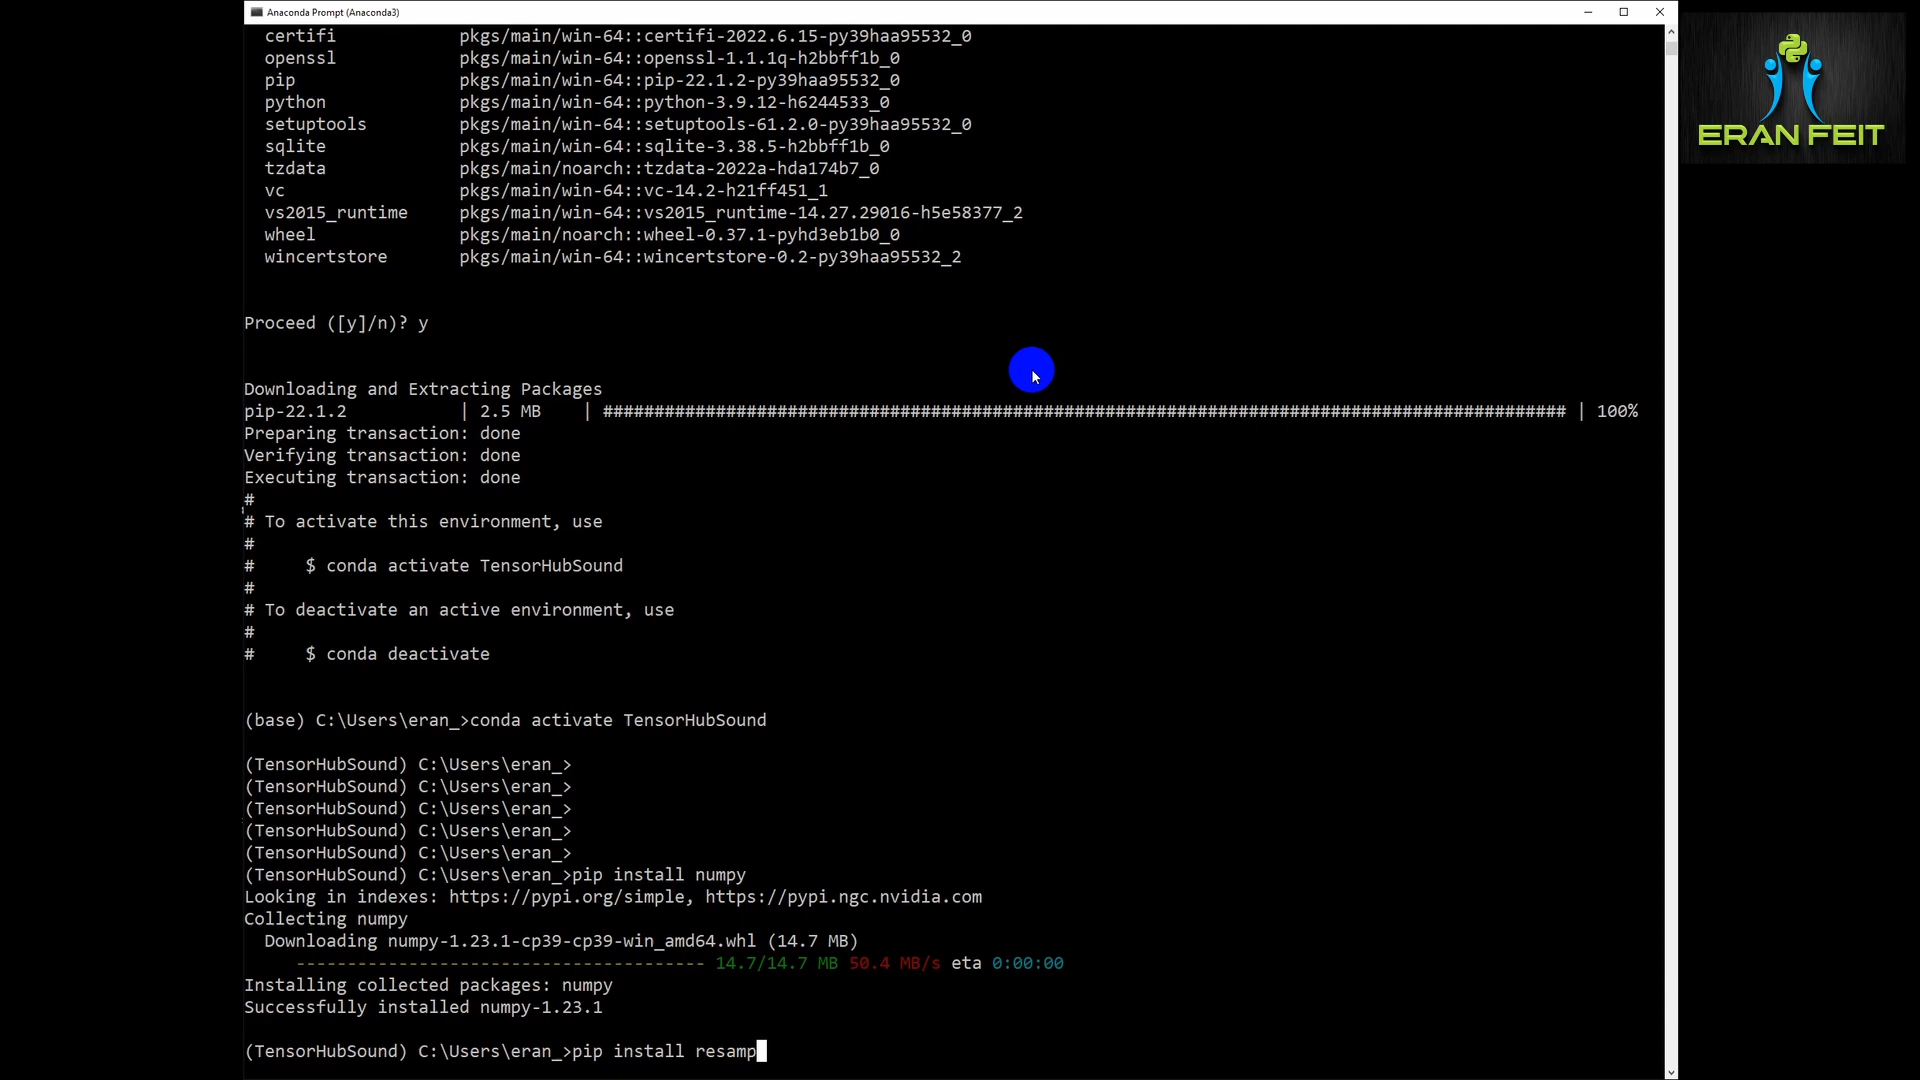 Anaconda Prompt (Anaconda3)
certifi pkgs/main/win-64::certifi-2022.6.15-py39haa95532_0
openssl pkgs/main/win-64::openssl-1.1.1q-h2bbff1b_0
pip pkgs/main/win-64::pip-22.1.2-py39haa95532_0
python pkgs/main/win-64::python-3.9.12-h6244533_0
setuptools pkgs/main/win-64::setuptools-61.2.0-py39haa95532_0
sqlite pkgs/main/win-64::sqlite-3.38.5-h2bbff1b_0
tzdata pkgs/main/noarch::tzdata-2022a-hda174b7_0
vc pkgs/main/win-64::vc-14.2-h21ff451_1
vs2015_runtime pkgs/main/win-64::vs2015_runtime-14.27.29016-h5e58377_2
wheel pkgs/main/noarch::wheel-0.37.1-pyhd3eb1b0_0
wincertstore pkgs/main/win-64::wincertstore-0.2-py39haa95532_2
Proceed ([y]/n)? y
Downloading and Extracting Packages
pip-22.1.2 | 2.5 MB | ############################################################################################## | 100%
Preparing transaction: done
Verifying transaction: done
Executing transaction: done
#
# To activate this environment, use
#
# $ conda activate TensorHubSound
#
# To deactivate an active environment, use
#
# $ conda deactivate
(base) C:\Users\eran_>conda activate TensorHubSound
(TensorHubSound) C:\Users\eran_>
(TensorHubSound) C:\Users\eran_>
(TensorHubSound) C:\Users\eran_>
(TensorHubSound) C:\Users\eran_>
(TensorHubSound) C:\Users\eran_>
(TensorHubSound) C:\Users\eran_>pip install numpy
Looking in indexes: https://pypi.org/simple, https://pypi.ngc.nvidia.com
Collecting numpy
Downloading numpy-1.23.1-cp39-cp39-win_amd64.whl (14.7 MB)
---------------------------------------- 14.7/14.7 MB 50.4 MB/s eta 0:00:00
Installing collected packages: numpy
Successfully installed numpy-1.23.1
(TensorHubSound) C:\Users\eran_>pip install resamp
ERAN FEIT